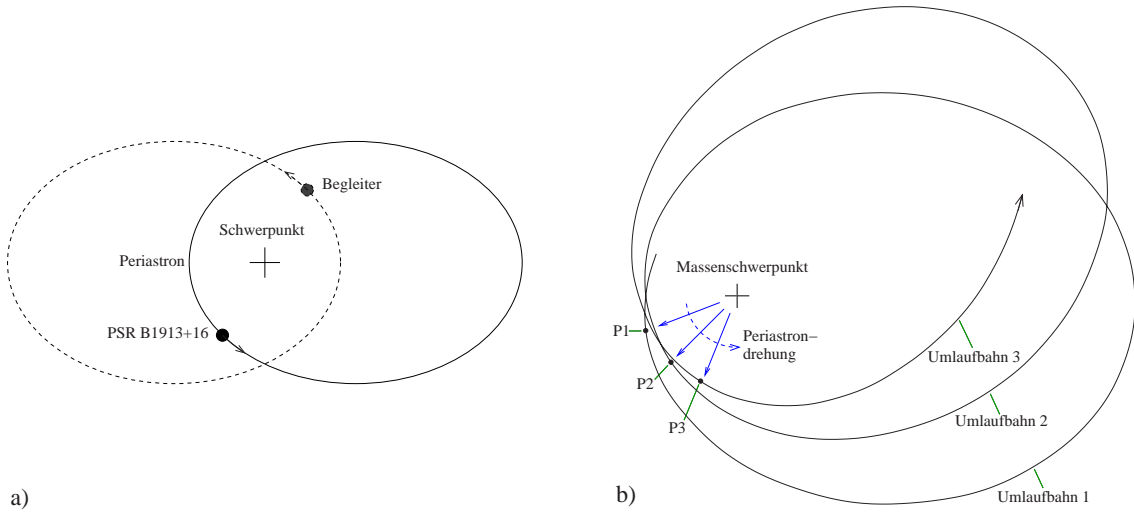 Begleiter
Schwerpunkt
Periastron
PSR B1913+16
a)
Massenschwerpunkt
P1
Periastron–
drehung
P2
P3
Umlaufbahn 3
Umlaufbahn 2
Umlaufbahn 1
b)